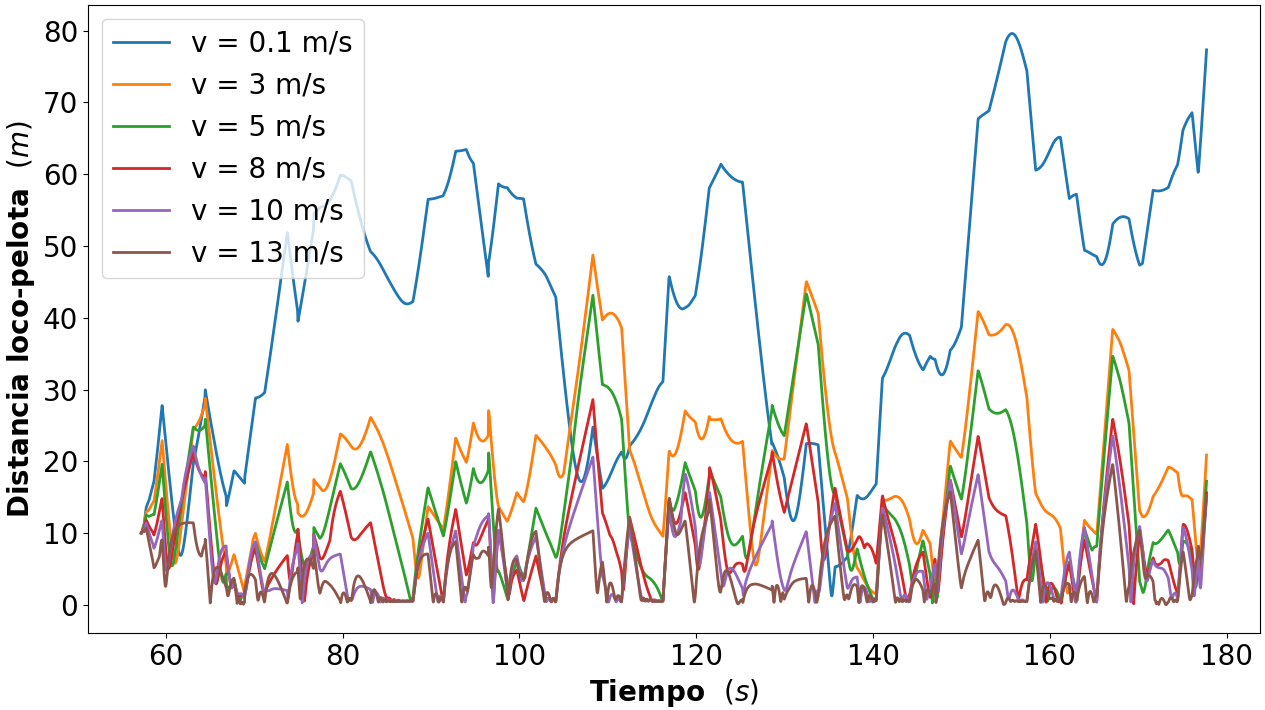 80
70
60
50
40
30
20
10
0
Distancia loco-pelota (m)
v = 0.1 m/s
v = 3 m/s
v = 5 m/s
v = 8 m/s
v = 10 m/s
v = 13 m/s
60 80 100 120 140 160 180
Tiempo (s)